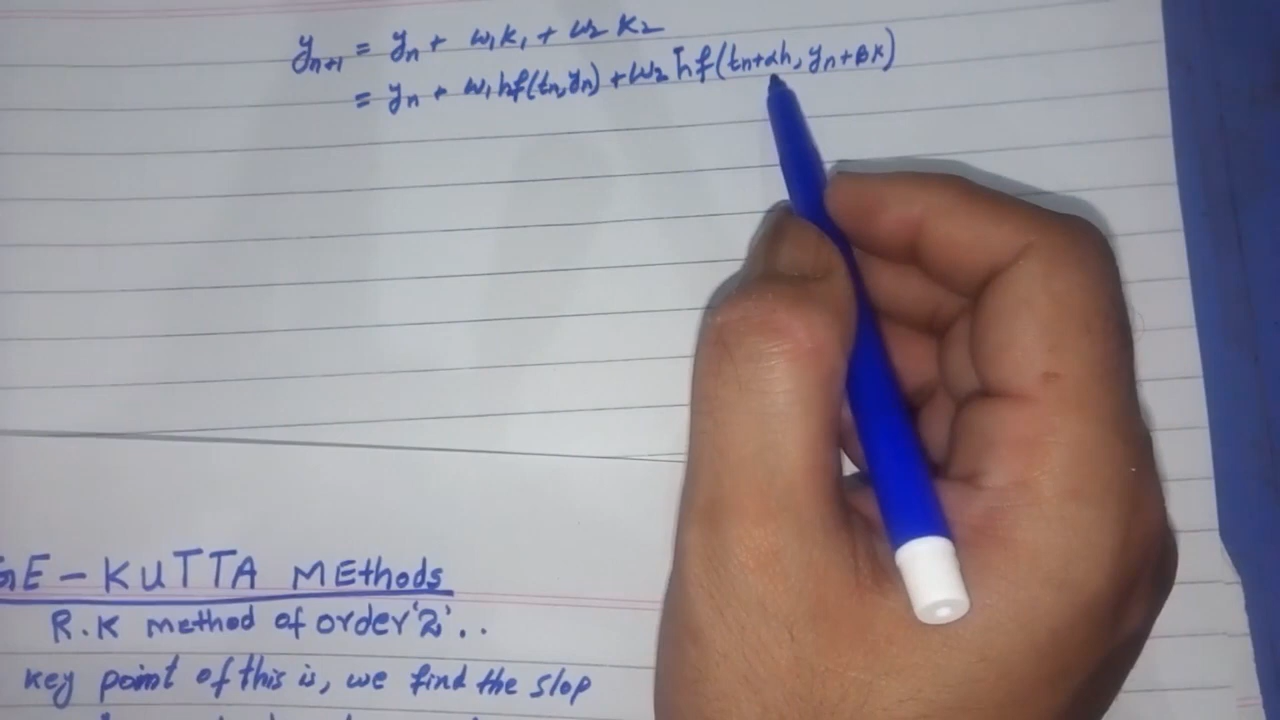 yn+1 = yn + w1k1 + w2 k2
= yn + w1hf(tn,yn) + w2 hf(tn+αh, yn+βk)
GE - KUTTA MEthods
R.K method of order '2'..
key point of this is, we find the slop